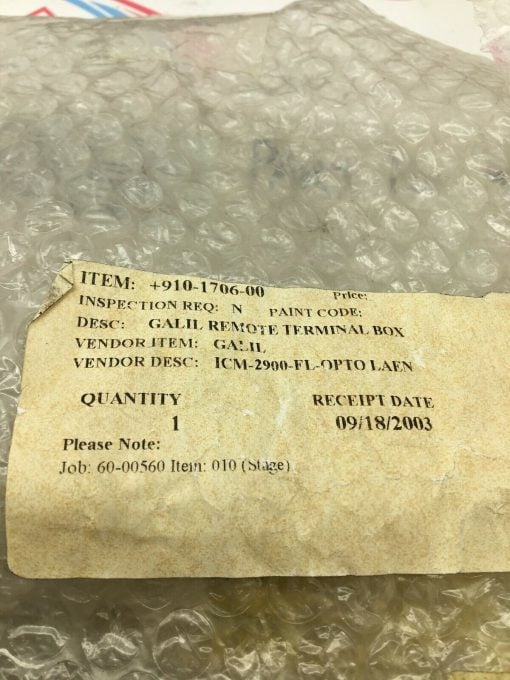 ITEM: +910-1706-00 Price:
INSPECTION REQ: N PAINT CODE:
DESC: GALIL REMOTE TERMINAL BOX
VENDOR ITEM: GALIL
VENDOR DESC: ICM-2900-FL-OPTO LAEN
QUANTITY RECEIPT DATE
1 09/18/2003
Please Note:
Job: 60-00560 Item: 010 (Stage)